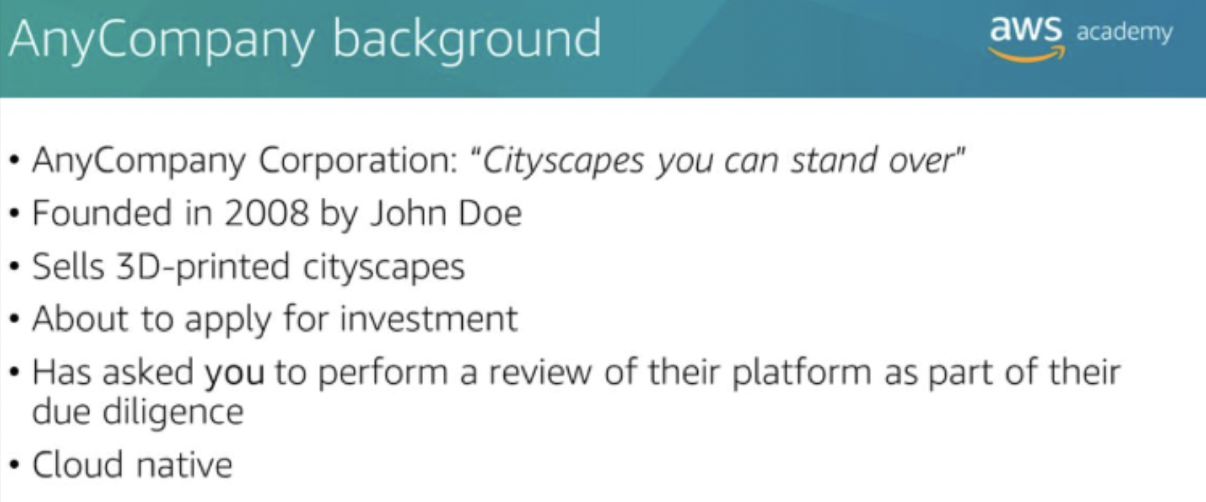 AnyCompany background
aws academy
• AnyCompany Corporation: "Cityscapes you can stand over"
• Founded in 2008 by John Doe
• Sells 3D-printed cityscapes
• About to apply for investment
• Has asked you to perform a review of their platform as part of their
due diligence
• Cloud native